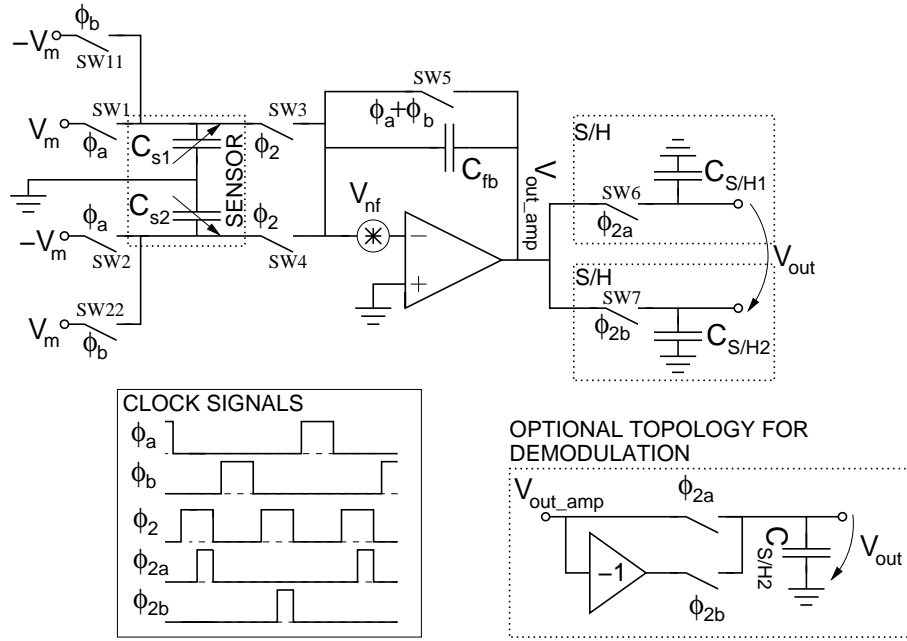 ϕb
−Vm
SW11
SW1
SW3
SW5
ϕa+ϕb
S/H
Vm
ϕa
Cs1
ϕ2
Cfb
CS/H1
SENSOR
Vnf
Vout_amp
SW6
ϕ2a
ϕa
Cs2
ϕ2
−Vm
SW2
SW4
−
+
Vout
S/H
SW22
SW7
Vm
ϕb
ϕ2b
CS/H2
CLOCK SIGNALS
ϕa
ϕb
ϕ2
ϕ2a
ϕ2b
OPTIONAL TOPOLOGY FOR
DEMODULATION
Vout_amp
ϕ2a
−1
CS/H2
Vout
ϕ2b